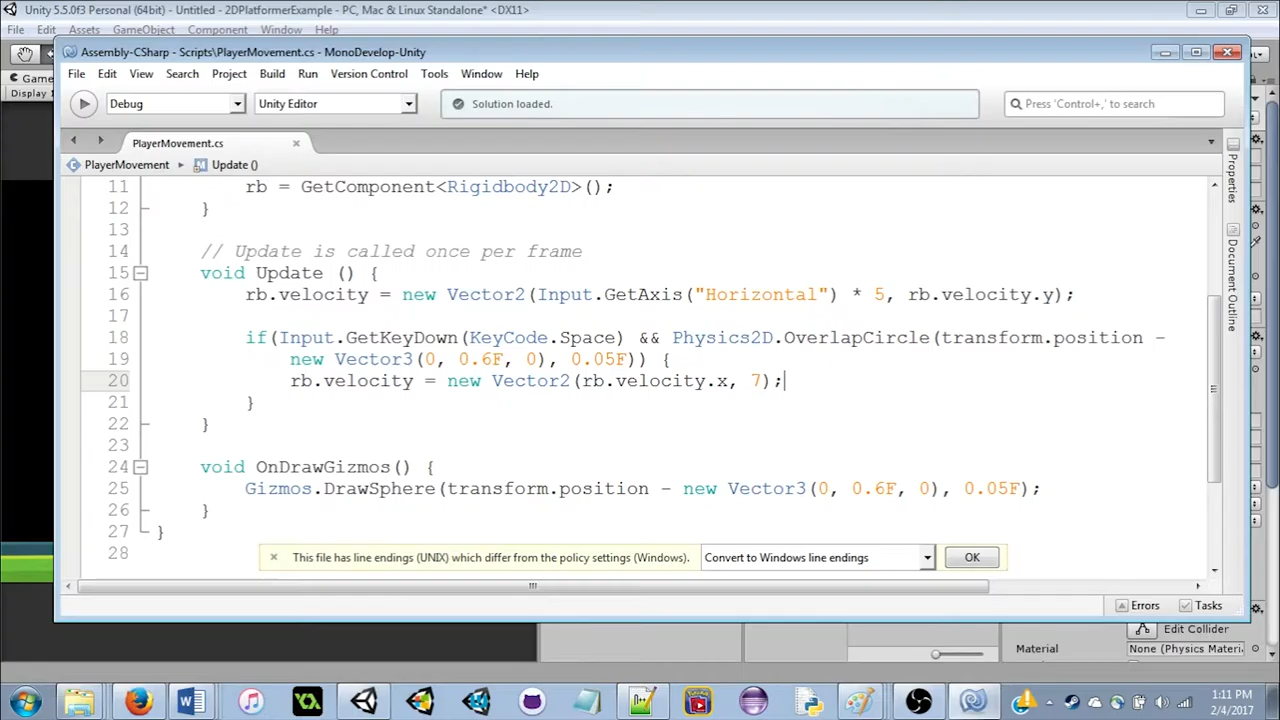 Unity 5.5.0f3 Personal (64bit) - Untitled - 2DPlatformerExample - PC, Mac & Linux Standalone* <DX11>
File Edit Assets GameObject Component Window Help
Game
Display 1
Assembly-CSharp - Scripts\PlayerMovement.cs - MonoDevelop-Unity
File Edit View Search Project Build Run Version Control Tools Window Help
Debug Unity Editor Solution loaded. Press 'Control+,' to search
PlayerMovement.cs
PlayerMovement Update ()
11 rb = GetComponent<Rigidbody2D>();
12 }
13
14 // Update is called once per frame
15 void Update () {
16 rb.velocity = new Vector2(Input.GetAxis("Horizontal") * 5, rb.velocity.y);
17
18 if(Input.GetKeyDown(KeyCode.Space) && Physics2D.OverlapCircle(transform.position -
19 new Vector3(0, 0.6F, 0), 0.05F)) {
20 rb.velocity = new Vector2(rb.velocity.x, 7);
21 }
22 }
23
24 void OnDrawGizmos() {
25 Gizmos.DrawSphere(transform.position - new Vector3(0, 0.6F, 0), 0.05F);
26 }
27 }
28
Properties
Document Outline
This file has line endings (UNIX) which differ from the policy settings (Windows). Convert to Windows line endings OK
Errors Tasks
Edit Collider
Material None (Physics Materi
1:11 PM
2/4/2017